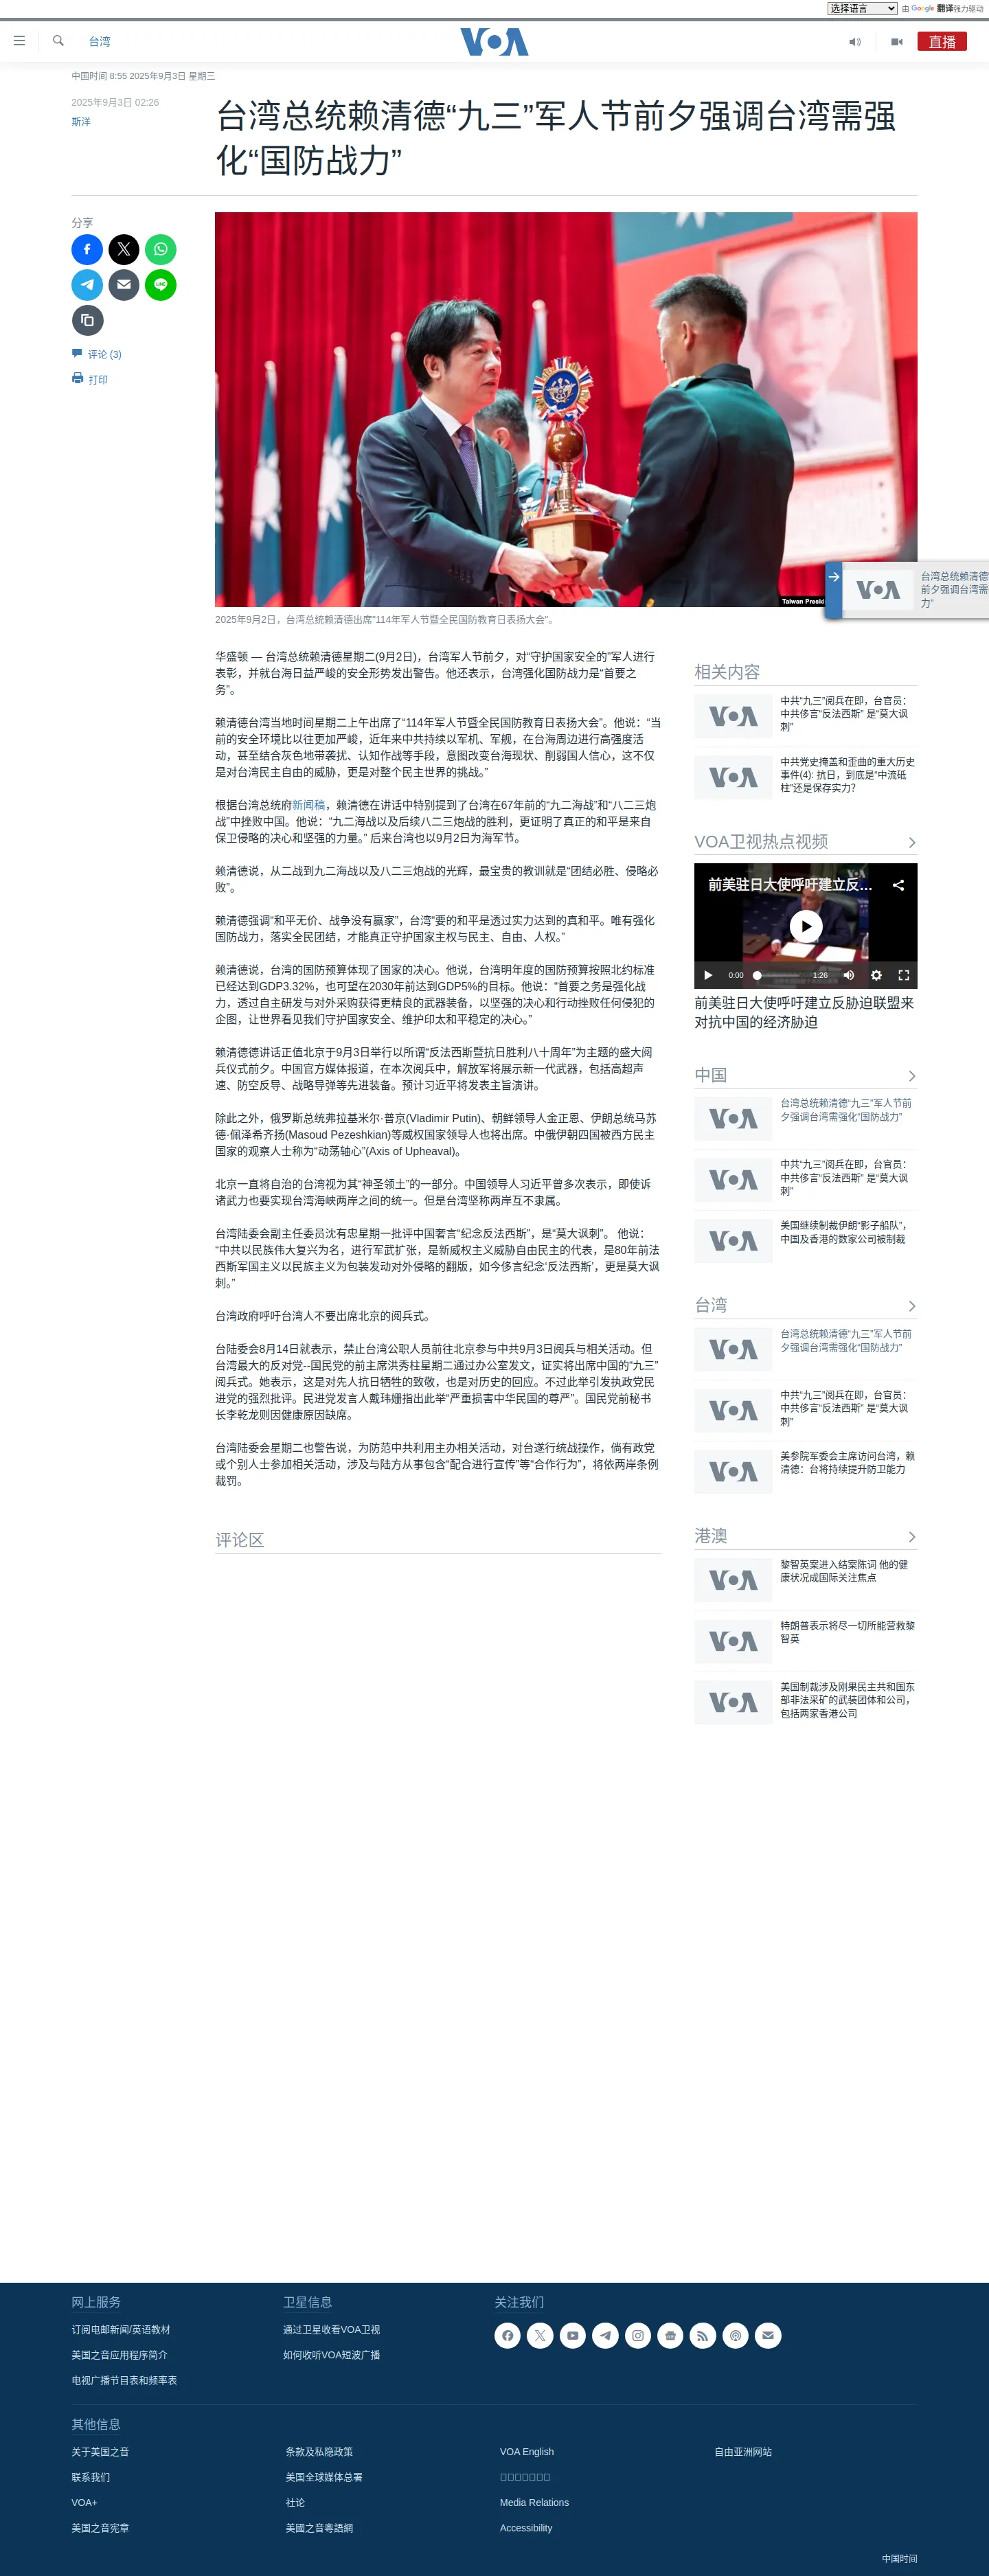 选择语言 由 Google 翻译强力驱动
台湾
VOA
直播
中国时间 8:55 2025年9月3日 星期三
2025年9月3日 02:26
斯洋
台湾总统赖清德“九三”军人节前夕强调台湾需强
化“国防战力”
分享
评论 (3)
打印
Taiwan Presid
台湾总统赖清德
前夕强调台湾需
力”
2025年9月2日，台湾总统赖清德出席“114年军人节暨全民国防教育日表扬大会”。
华盛顿 — 台湾总统赖清德星期二(9月2日)，台湾军人节前夕，对“守护国家安全的”军人进行
表彰，并就台海日益严峻的安全形势发出警告。他还表示，台湾强化国防战力是“首要之
务”。
赖清德台湾当地时间星期二上午出席了“114年军人节暨全民国防教育日表扬大会”。他说：“当
前的安全环境比以往更加严峻，近年来中共持续以军机、军舰，在台海周边进行高强度活
动，甚至结合灰色地带袭扰、认知作战等手段，意图改变台海现状、削弱国人信心，这不仅
是对台湾民主自由的威胁，更是对整个民主世界的挑战。”
根据台湾总统府新闻稿，赖清德在讲话中特别提到了台湾在67年前的“九二海战”和“八二三炮
战”中挫败中国。他说：“九二海战以及后续八二三炮战的胜利，更证明了真正的和平是来自
保卫侵略的决心和坚强的力量。” 后来台湾也以9月2日为海军节。
赖清德说，从二战到九二海战以及八二三炮战的光辉，最宝贵的教训就是“团结必胜、侵略必
败”。
赖清德强调“和平无价、战争没有赢家”，台湾“要的和平是透过实力达到的真和平。唯有强化
国防战力，落实全民团结，才能真正守护国家主权与民主、自由、人权。”
赖清德说，台湾的国防预算体现了国家的决心。他说，台湾明年度的国防预算按照北约标准
已经达到GDP3.32%，也可望在2030年前达到GDP5%的目标。他说：“首要之务是强化战
力，透过自主研发与对外采购获得更精良的武器装备，以坚强的决心和行动挫败任何侵犯的
企图，让世界看见我们守护国家安全、维护印太和平稳定的决心。”
赖清德德讲话正值北京于9月3日举行以所谓“反法西斯暨抗日胜利八十周年”为主题的盛大阅
兵仪式前夕。中国官方媒体报道，在本次阅兵中，解放军将展示新一代武器，包括高超声
速、防空反导、战略导弹等先进装备。预计习近平将发表主旨演讲。
除此之外，俄罗斯总统弗拉基米尔·普京(Vladimir Putin)、朝鲜领导人金正恩、伊朗总统马苏
德·佩泽希齐扬(Masoud Pezeshkian)等威权国家领导人也将出席。中俄伊朝四国被西方民主
国家的观察人士称为“动荡轴心”(Axis of Upheaval)。
北京一直将自治的台湾视为其“神圣领土”的一部分。中国领导人习近平曾多次表示，即使诉
诸武力也要实现台湾海峡两岸之间的统一。但是台湾坚称两岸互不隶属。
台湾陆委会副主任委员沈有忠星期一批评中国奢言“纪念反法西斯”，是“莫大讽刺”。 他说：
“中共以民族伟大复兴为名，进行军武扩张，是新威权主义威胁自由民主的代表，是80年前法
西斯军国主义以民族主义为包装发动对外侵略的翻版，如今侈言纪念‘反法西斯’，更是莫大讽
刺。”
台湾政府呼吁台湾人不要出席北京的阅兵式。
台陆委会8月14日就表示，禁止台湾公职人员前往北京参与中共9月3日阅兵与相关活动。但
台湾最大的反对党--国民党的前主席洪秀柱星期二通过办公室发文，证实将出席中国的“九三”
阅兵式。她表示，这是对先人抗日牺牲的致敬，也是对历史的回应。不过此举引发执政党民
进党的强烈批评。民进党发言人戴玮姗指出此举“严重损害中华民国的尊严”。国民党前秘书
长李乾龙则因健康原因缺席。
台湾陆委会星期二也警告说，为防范中共利用主办相关活动，对台遂行统战操作，倘有政党
或个别人士参加相关活动，涉及与陆方从事包含“配合进行宣传”等“合作行为”，将依两岸条例
裁罚。
评论区
相关内容
VOA
中共“九三”阅兵在即，台官员：
中共侈言“反法西斯” 是“莫大讽
刺”
VOA
中共党史掩盖和歪曲的重大历史
事件(4): 抗日，到底是“中流砥
柱”还是保存实力？
VOA卫视热点视频
前美驻日大使呼吁建立反...
0:00
1:26
前美驻日大使呼吁建立反胁迫联盟来
对抗中国的经济胁迫
中国
VOA
台湾总统赖清德“九三”军人节前
夕强调台湾需强化“国防战力”
VOA
中共“九三”阅兵在即，台官员：
中共侈言“反法西斯” 是“莫大讽
刺”
VOA
美国继续制裁伊朗“影子船队”，
中国及香港的数家公司被制裁
台湾
VOA
台湾总统赖清德“九三”军人节前
夕强调台湾需强化“国防战力”
VOA
中共“九三”阅兵在即，台官员：
中共侈言“反法西斯” 是“莫大讽
刺”
VOA
美参院军委会主席访问台湾，赖
清德：台将持续提升防卫能力
港澳
VOA
黎智英案进入结案陈词 他的健
康状况成国际关注焦点
VOA
特朗普表示将尽一切所能营救黎
智英
VOA
美国制裁涉及刚果民主共和国东
部非法采矿的武装团体和公司，
包括两家香港公司
网上服务
订阅电邮新闻/英语教材
美国之音应用程序简介
电视广播节目表和频率表
卫星信息
通过卫星收看VOA卫视
如何收听VOA短波广播
关注我们
其他信息
关于美国之音
联系我们
VOA+
美国之音宪章
条款及私隐政策
美国全球媒体总署
社论
美國之音粵語網
VOA English
Media Relations
Accessibility
自由亚洲网站
中国时间